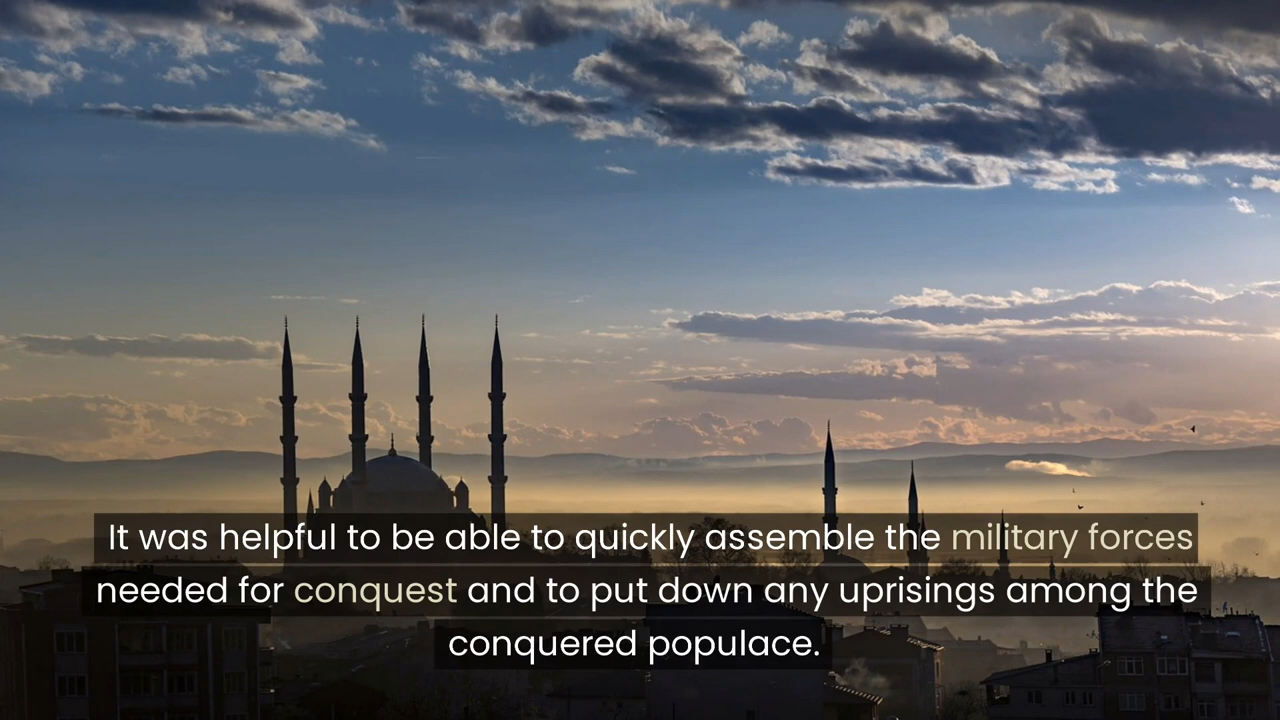 It was helpful to be able to quickly assemble the military forces
needed for conquest and to put down any uprisings among the
conquered populace.